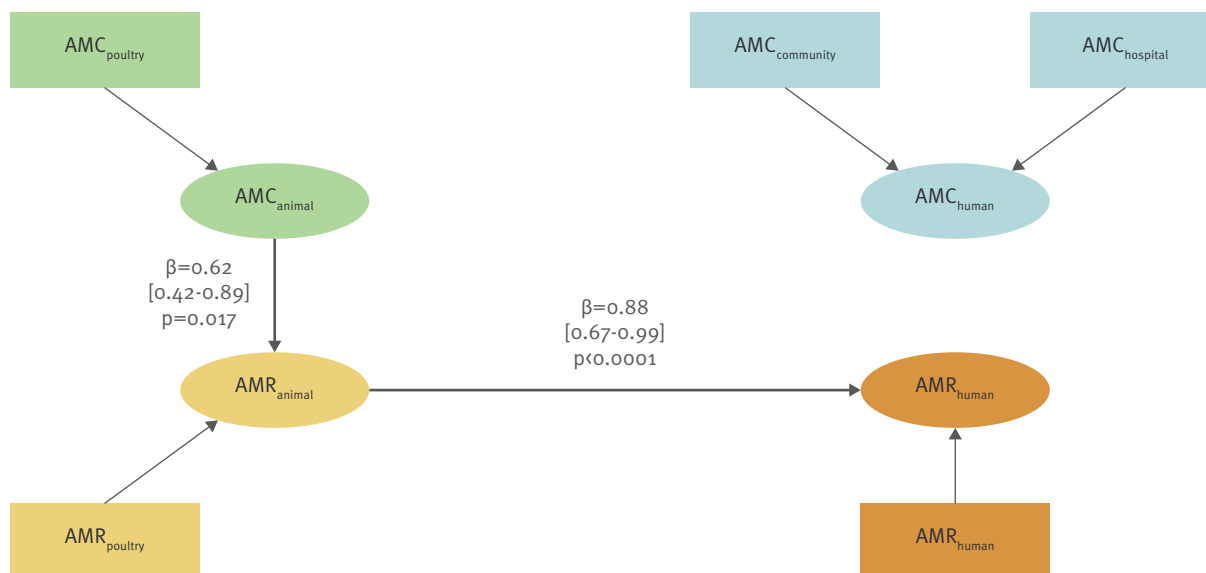 AMCpoultry
AMCcommunity
AMChospital
AMCanimal
AMChuman
β=0.62
[0.42-0.89]
p=0.017
β=0.88
[0.67-0.99]
p<0.0001
AMRanimal
AMRhuman
AMRpoultry
AMRhuman